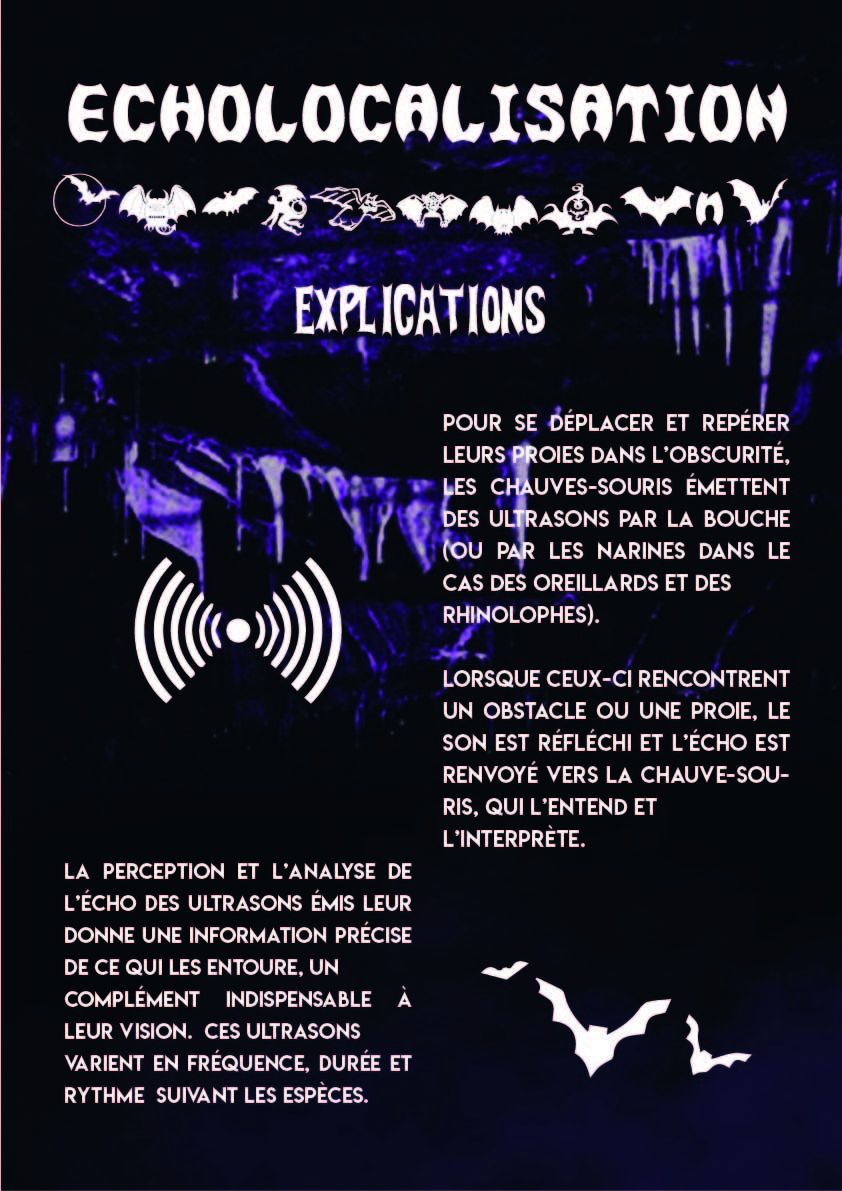 ECHOLOCALISATION
EXPLICATIONS
POUR SE DÉPLACER ET REPÉRER
LEURS PROIES DANS L'OBSCURITÉ,
LES CHAUVES-SOURIS ÉMETTENT
DES ULTRASONS PAR LA BOUCHE
(OU PAR LES NARINES DANS LE
CAS DES OREILLARDS ET DES
RHINOLOPHES).
LORSQUE CEUX-CI RENCONTRENT
UN OBSTACLE OU UNE PROIE, LE
SON EST RÉFLÉCHI ET L'ÉCHO EST
RENVOYÉ VERS LA CHAUVE-SOU-
RIS, QUI L'ENTEND ET
L'INTERPRÈTE.
LA PERCEPTION ET L'ANALYSE DE
L'ÉCHO DES ULTRASONS ÉMIS LEUR
DONNE UNE INFORMATION PRÉCISE
DE CE QUI LES ENTOURE, UN
COMPLÉMENT INDISPENSABLE À
LEUR VISION. CES ULTRASONS
VARIENT EN FRÉQUENCE, DURÉE ET
RYTHME SUIVANT LES ESPÈCES.